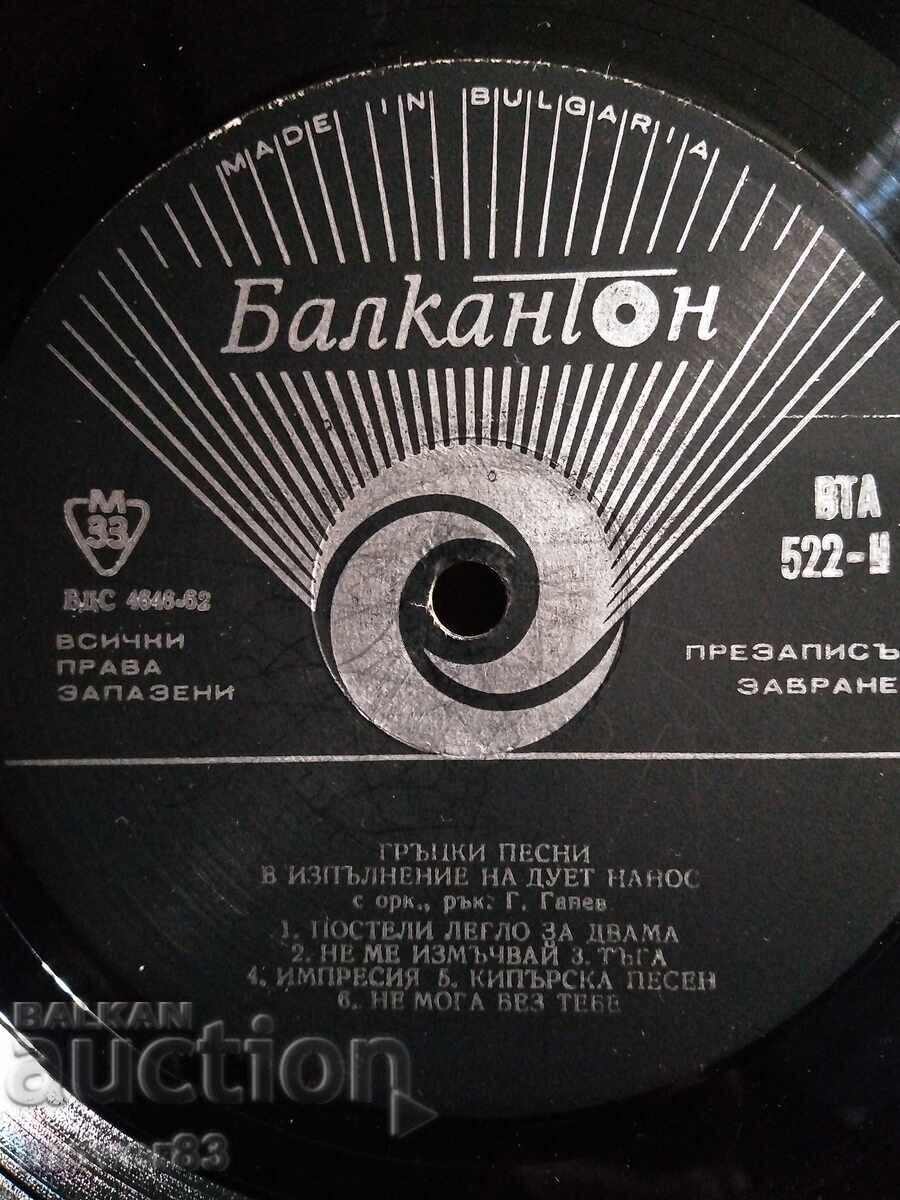 MADE IN BULGARIA
Балкантон
М
33
БДС 4646-62
ВСИЧКИ
ПРАВА
ЗАПАЗЕНИ
ВТА
522-Ч
ПРЕЗАПИСЪ
ЗАБРАНЕ
ГРЪЦКИ ПЕСНИ
В ИЗПЪЛНЕНИЕ НА ДУЕТ НАНОС
с орк., рък: Г. Ганев
1. ПОСТЕЛИ ЛЕГЛО ЗА ДВАМА
2. НЕ МЕ ИЗМЪЧВАЙ 3. ТЪГА
4. ИМПРЕСИЯ 5. КИПЪРСКА ПЕСЕН
6. НЕ МОГА БЕЗ ТЕБЕ
BALKAN
auction